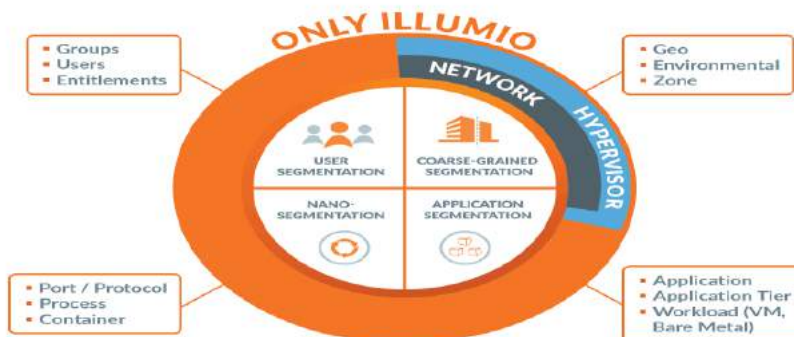 ONLY ILLUMIO
▪ Groups
▪ Users
▪ Entitlements
▪ Geo
▪ Environmental
▪ Zone
NETWORK
HYPERVISOR
USER
SEGMENTATION
COARSE-GRAINED
SEGMENTATION
NANO-
SEGMENTATION
APPLICATION
SEGMENTATION
▪ Port / Protocol
▪ Process
▪ Container
▪ Application
▪ Application Tier
▪ Workload (VM,
Bare Metal)